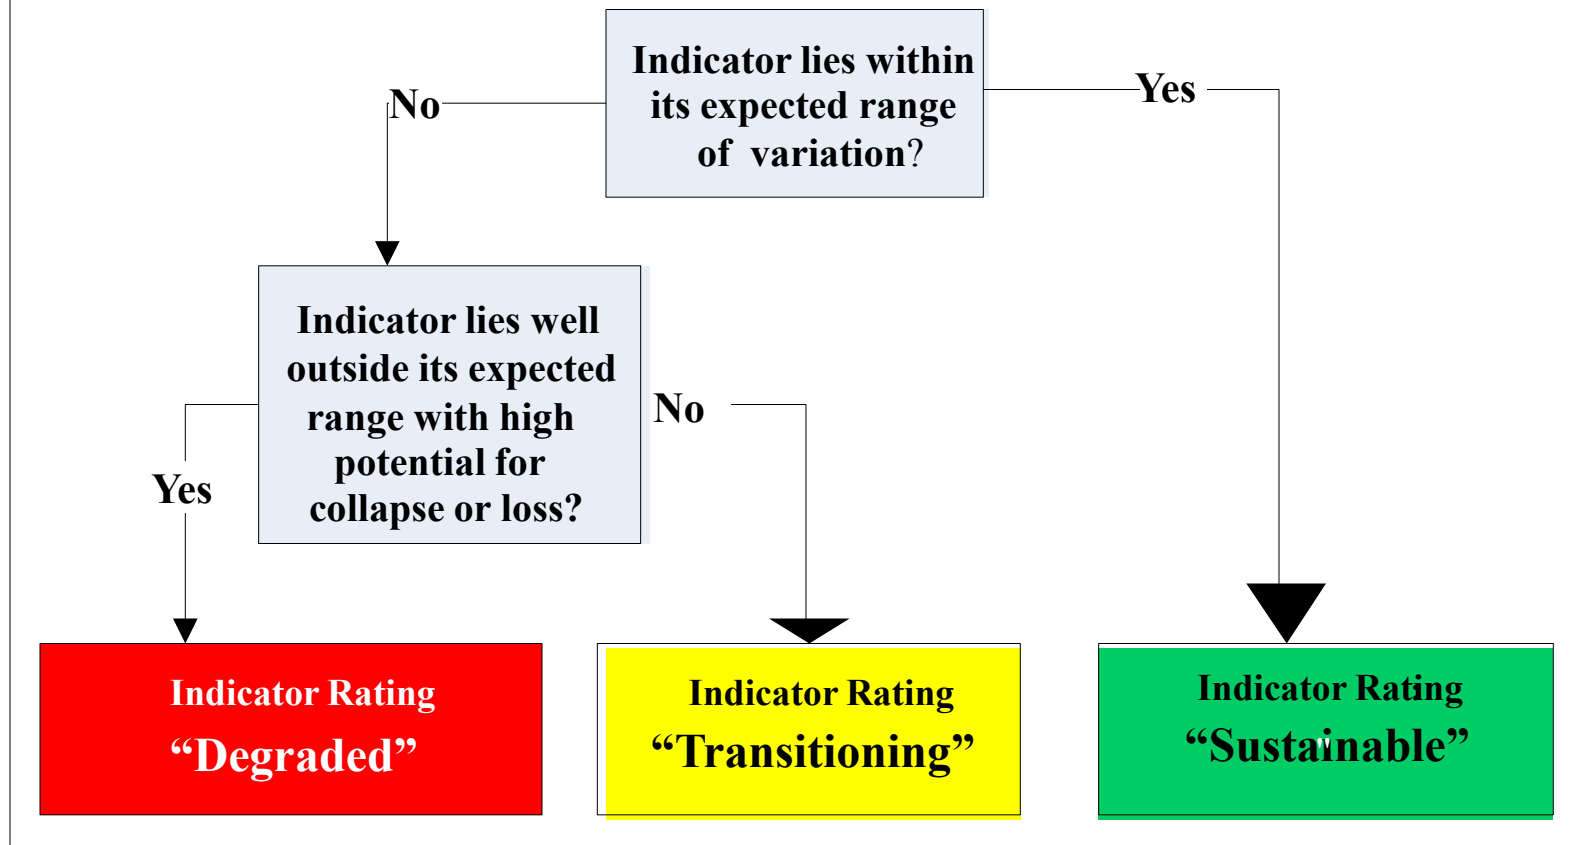 Indicator lies within
its expected range
of variation?
No
Yes
Indicator lies well
outside its expected
range with high
potential for
collapse or loss?
No
Yes
Indicator Rating
“Degraded”
Indicator Rating
“Transitioning”
Indicator Rating
“Sustainable”